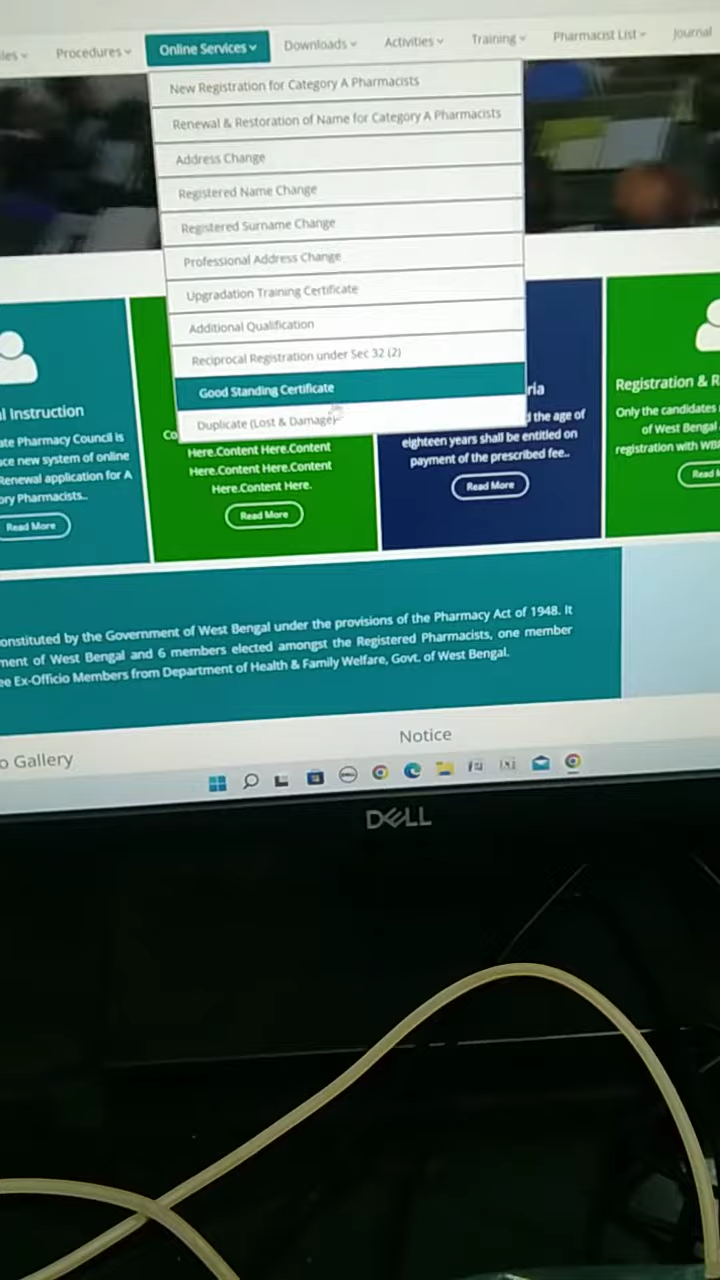 Procedures
Online Services
Downloads
Activities
Training
Pharmacist List
Journal
New Registration for Category A Pharmacists
Renewal & Restoration of Name for Category A Pharmacists
Address Change
Registered Name Change
Registered Surname Change
Professional Address Change
Upgradation Training Certificate
Additional Qualification
Reciprocal Registration under Sec 32 (2)
Good Standing Certificate
Duplicate (Lost & Damage)
l Instruction
ate Pharmacy Council is
ce new system of online
Renewal application for A
ory Pharmacists..
Read More
Co
Here.Content Here.Content
Here.Content Here.Content
Here.Content Here.
Read More
ria
d the age of
eighteen years shall be entitled on
payment of the prescribed fee..
Read More
Registration & R
Only the candidates
of West Bengal
registration with WB
Read M
onstituted by the Government of West Bengal under the provisions of the Pharmacy Act of 1948. It
ment of West Bengal and 6 members elected amongst the Registered Pharmacists, one member
ee Ex-Officio Members from Department of Health & Family Welfare, Govt. of West Bengal.
o Gallery
Notice
DELL